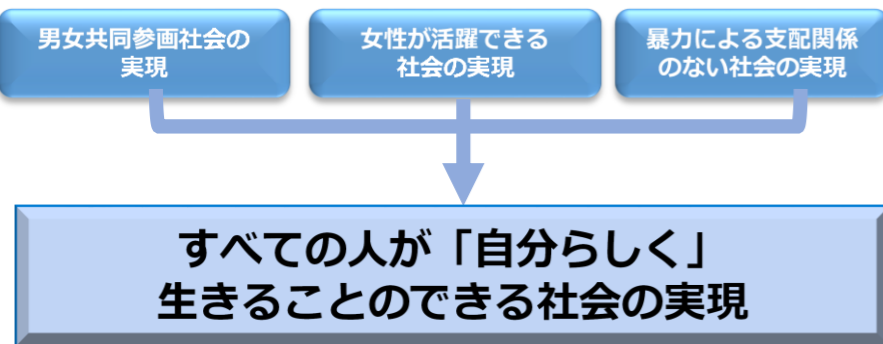 男女共同参画社会の
実現
女性が活躍できる
社会の実現
暴力による支配関係
のない社会の実現
すべての人が「自分らしく」
生きることのできる社会の実現